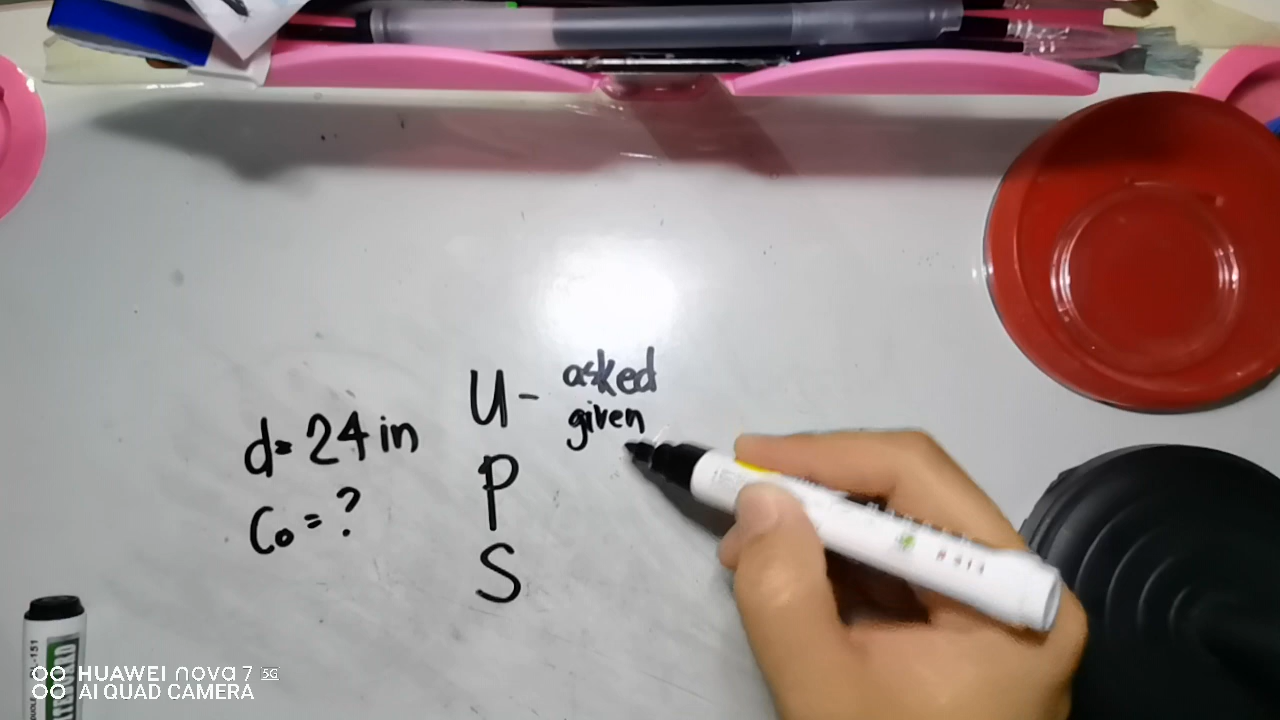 d= 24 in
Co = ?
U - asked
given
P
S
HUAWEI nova 7 5G
AI QUAD CAMERA